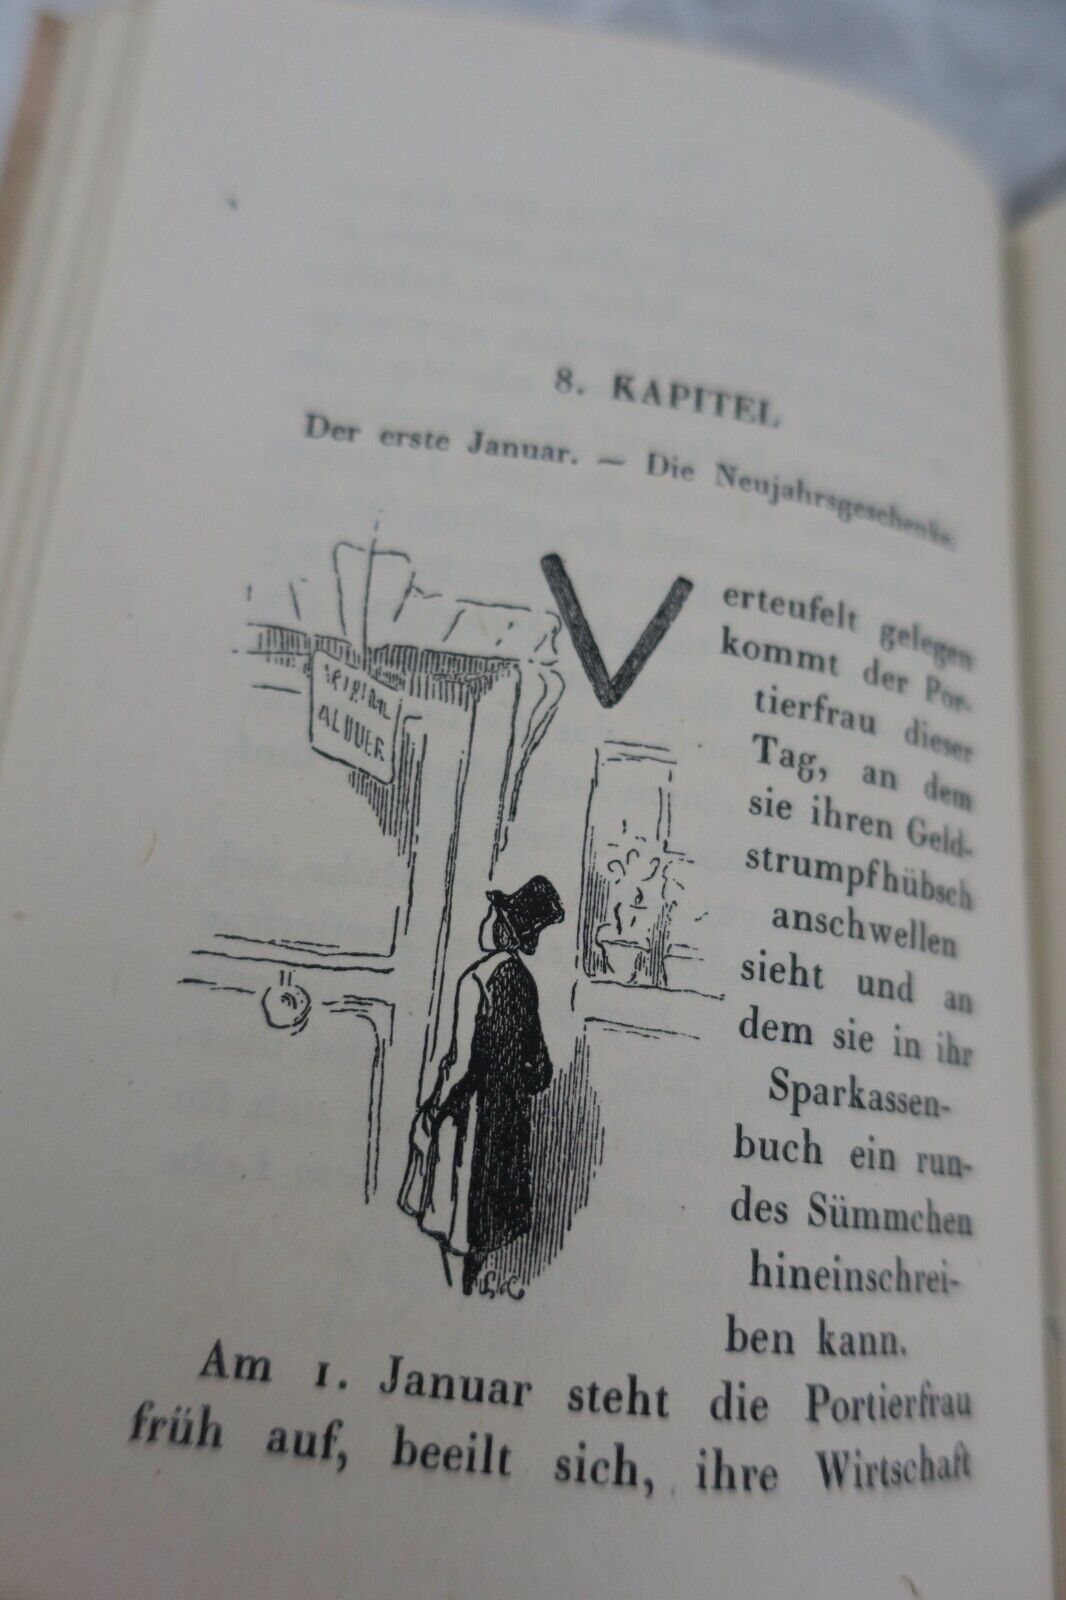 8. KAPITEL
Der erste Januar. — Die Neujahrsgeschenke.
Verteufelt gelegen
kommt der Por-
tierfrau dieser
Tag, an dem
sie ihren Geld-
strumpf hübsch
anschwellen
sieht und an
dem sie in ihr
Sparkassen-
buch ein run-
des Sümmchen
hineinschrei-
ben kann.
Am 1. Januar steht die Portierfrau
früh auf, beeilt sich, ihre Wirtschaft
ALOUER